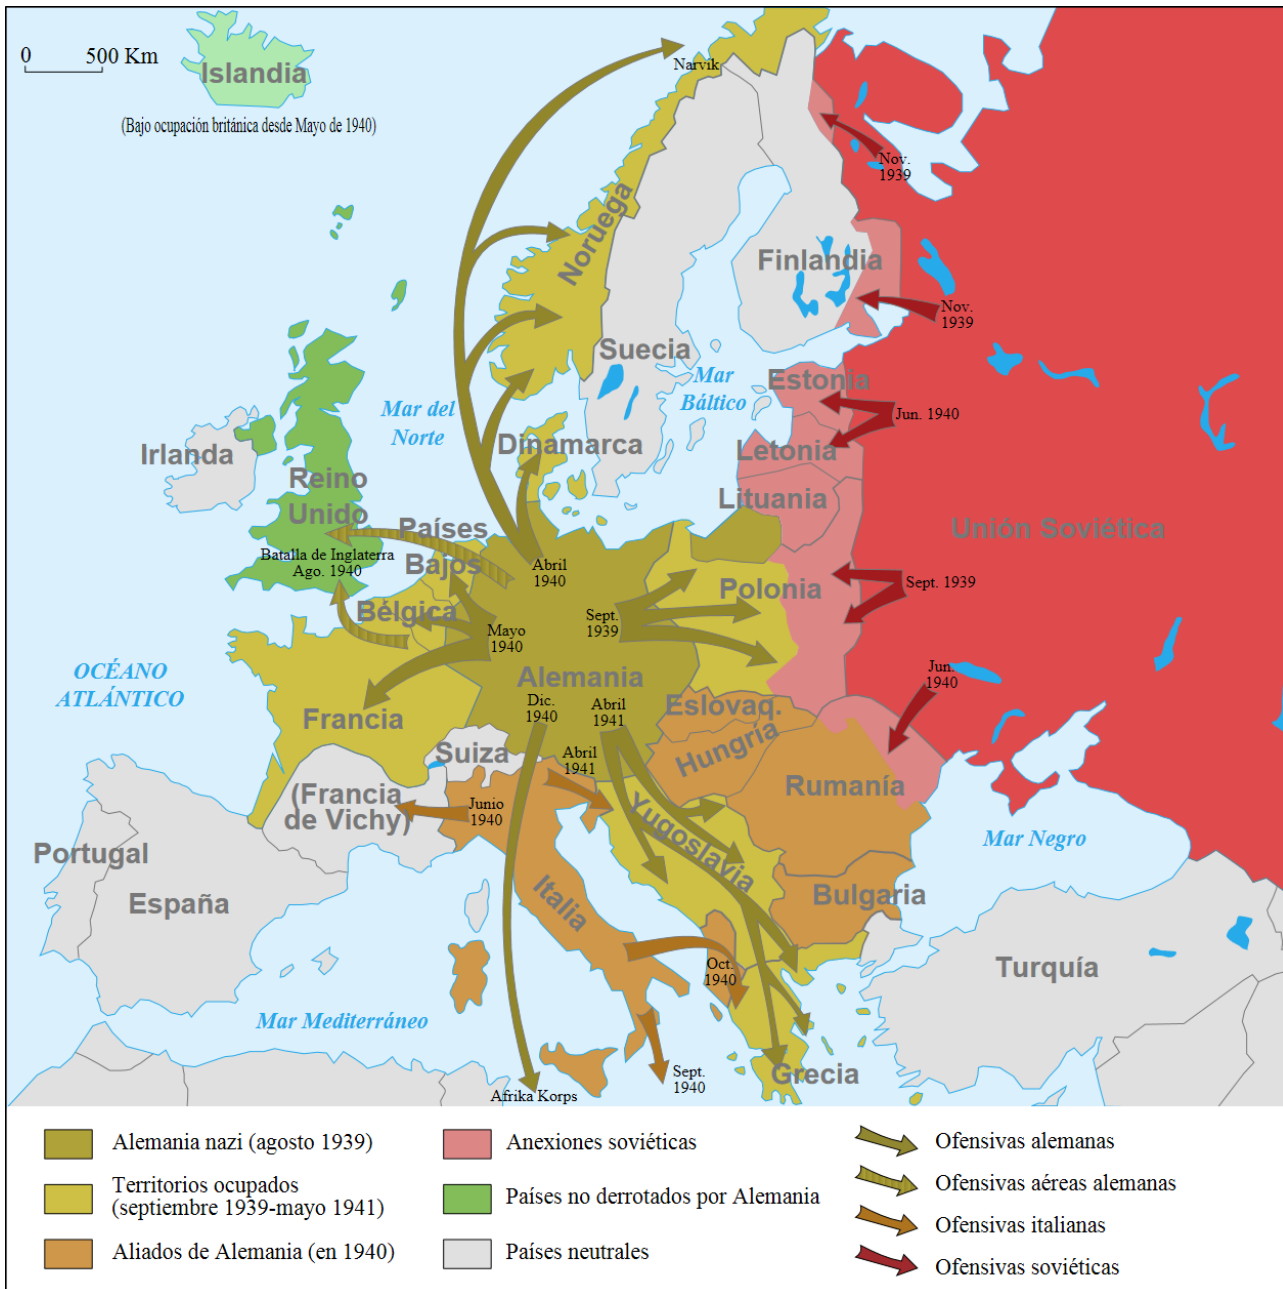 0 500 Km
Islandia
(Bajo ocupación británica desde Mayo de 1940)
Narvik
Nov.
1939
Noruega
Finlandia
Nov.
1939
Suecia
Mar
Báltico
Estonia
Mar del
Norte
Jun. 1940
Irlanda
Dinamarca
Letonia
Reino
Unido
Lituania
Países
Bajos
Unión Soviética
Batalla de Inglaterra
Ago. 1940
Abril
1940
Polonia
Sept. 1939
Bélgica
Mayo
1940
Sept.
1939
OCÉANO
ATLÁNTICO
Alemania
Jun.
1940
Francia
Dic.
1940
Abril
1941
Eslovaq.
Hungría
Suiza
Abril
1941
Rumanía
(Francia
de Vichy)
Junio
1940
Yugoslavia
Mar Negro
Portugal
España
Italia
Bulgaria
Oct.
1940
Turquía
Mar Mediterráneo
Sept.
1940
Grecia
Afrika Korps
Alemania nazi (agosto 1939)
Territorios ocupados
(septiembre 1939-mayo 1941)
Aliados de Alemania (en 1940)
Anexiones soviéticas
Países no derrotados por Alemania
Países neutrales
Ofensivas alemanas
Ofensivas aéreas alemanas
Ofensivas italianas
Ofensivas soviéticas